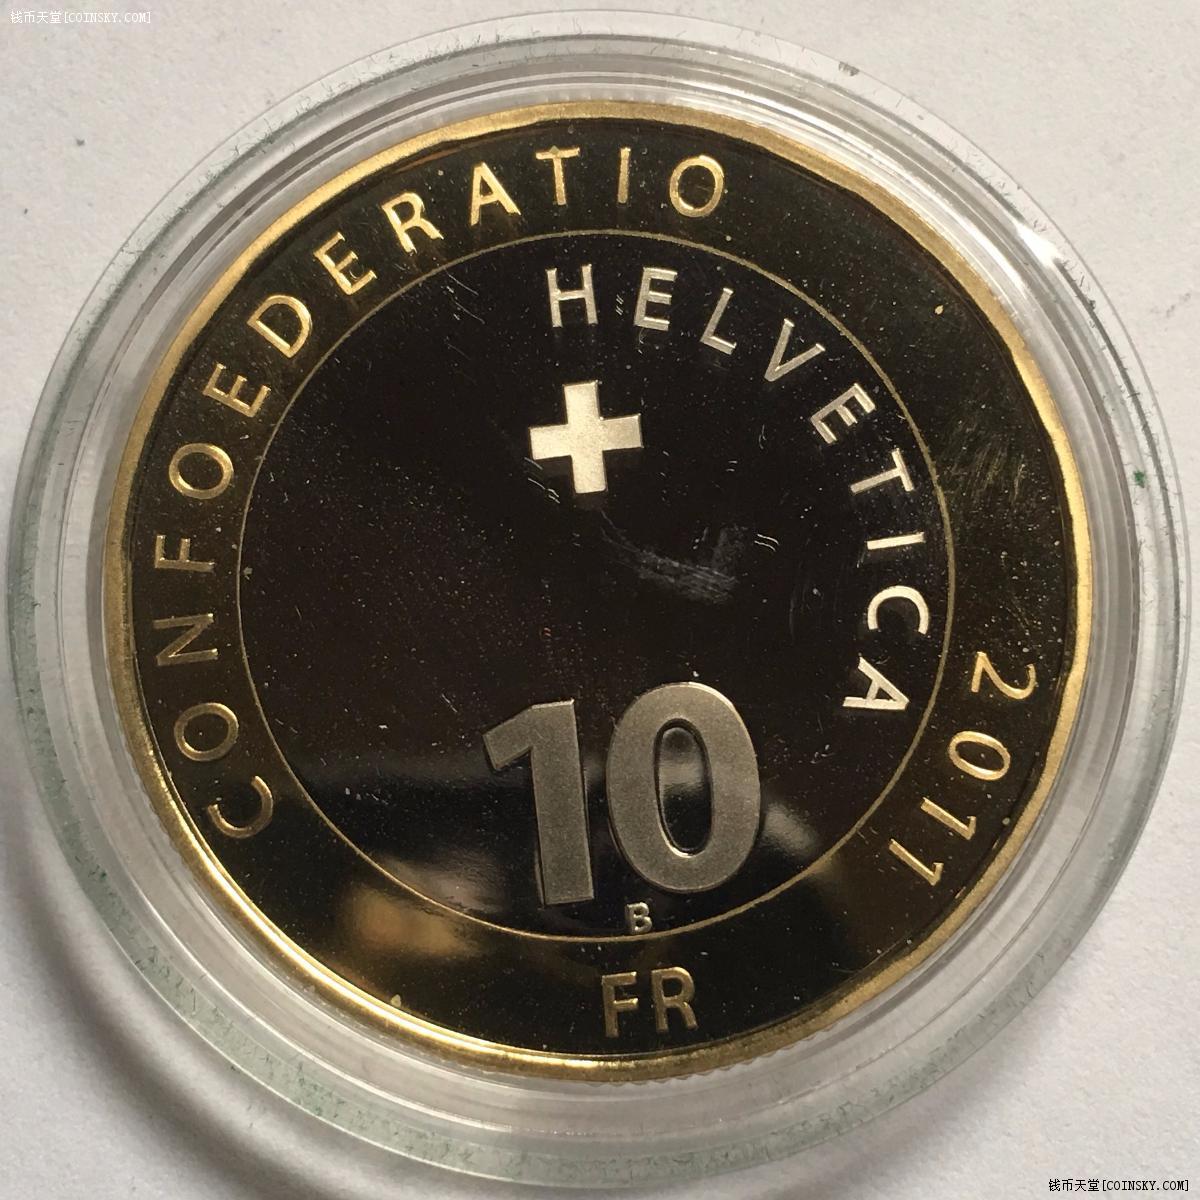 钱币天堂[COINSKY.COM]
CONFOEDERATIO
HELVETICA
2011
10
B
FR
钱币天堂[COINSKY.COM]